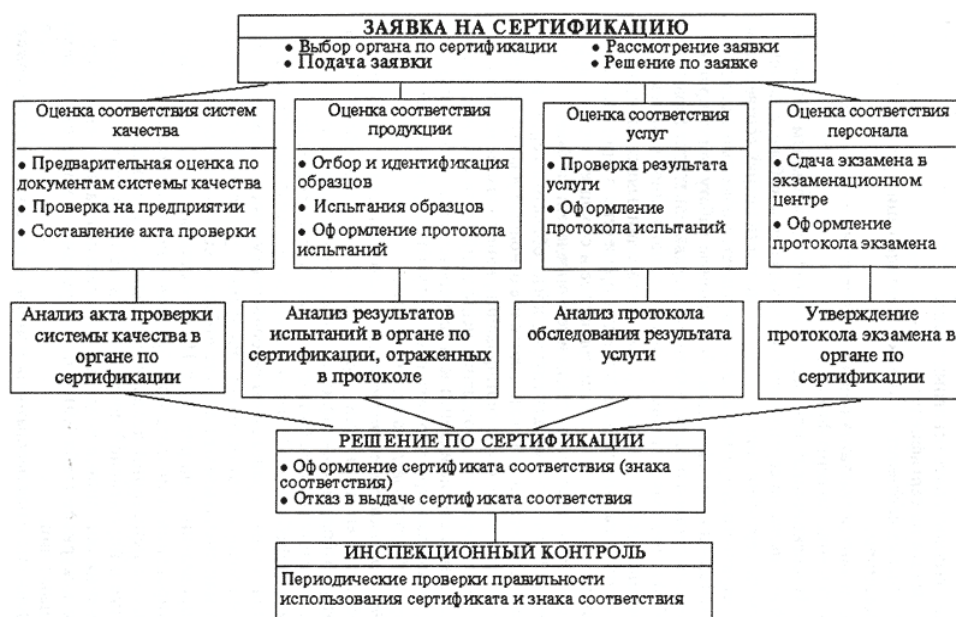 ЗАЯВКА НА СЕРТИФИКАЦИЮ
● Выбор органа по сертификации ● Рассмотрение заявки
● Подача заявки ● Решение по заявке
Оценка соответствия систем
качества
● Предварительная оценка по
документам системы качества
● Проверка на предприятии
● Составление акта проверки
Оценка соответствия
продукции
● Отбор и идентификация
образцов
● Испытания образцов
● Оформление протокола
испытаний
Оценка соответствия
услуг
● Проверка результата
услуги
● Оформление
протокола испытаний
Оценка соответствия
персонала
● Сдача экзамена в
экзаменационном
центре
● Оформление
протокола экзамена
Анализ акта проверки
системы качества в
органе по
сертификации
Анализ результатов
испытаний в органе по
сертификации, отраженных
в протоколе
Анализ протокола
обследования результата
услуги
Утверждение
протокола экзамена в
органе по
сертификации
РЕШЕНИЕ ПО СЕРТИФИКАЦИИ
● Оформление сертификата соответствия (знака
соответствия)
● Отказ в выдаче сертификата соответствия
ИНСПЕКЦИОННЫЙ КОНТРОЛЬ
Периодические проверки правильности
использования сертификата и знака соответствия